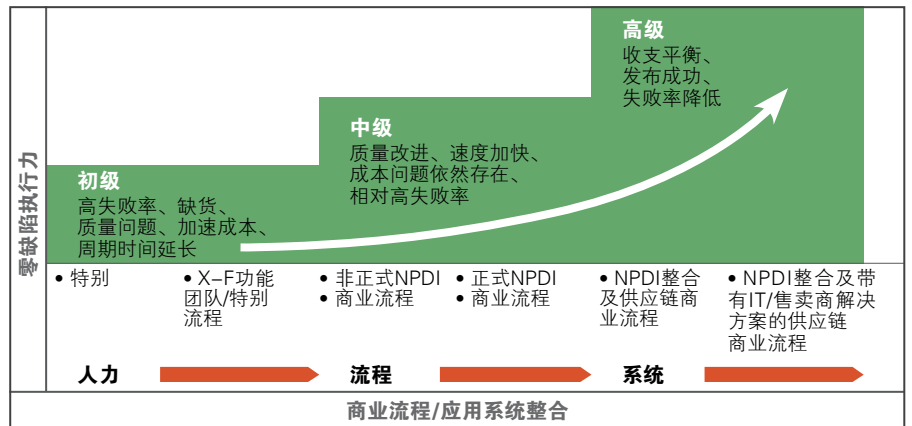 高级
收支平衡、
发布成功、
失败率降低
中级
质量改进、速度加快、
成本问题依然存在、
相对高失败率
初级
高失败率、缺货、
质量问题、加速成本、
周期时间延长
零缺陷执行力
• 特别
• X–F功能
团队/特别
流程
• 非正式NPDI
• 商业流程
• 正式NPDI
• 商业流程
• NPDI整合
及供应链商
业流程
• NPDI整合及带
有IT/售卖商解决
方案的供应链
商业流程
人力
流程
系统
商业流程/应用系统整合